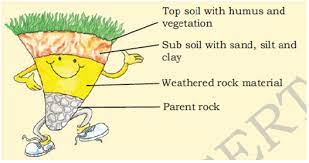 Top soil with humus and
vegetation
Sub soil with sand, silt and
clay
Weathered rock material
Parent rock